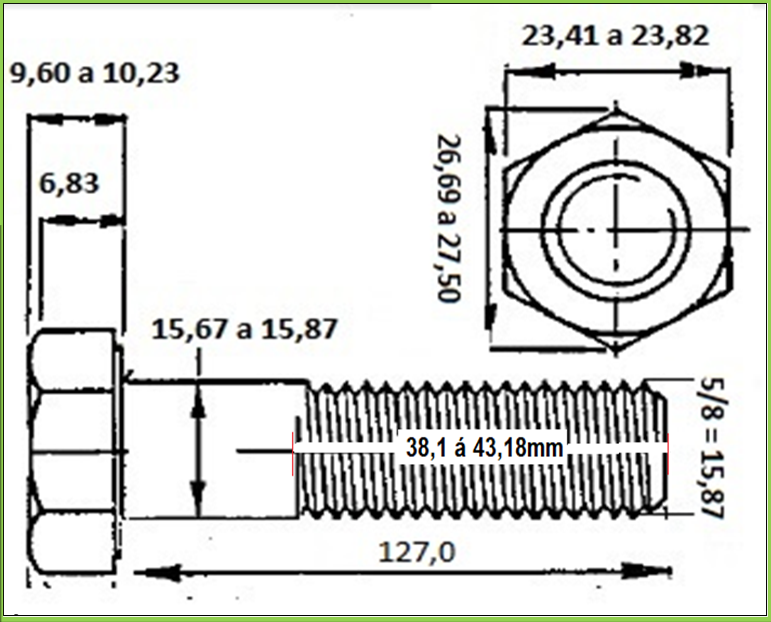 23,41 a 23,82
9,60 a 10,23
26,69 a 27,50
6,83
15,67 a 15,87
38,1 á 43,18mm
5/8 = 15,87
127,0